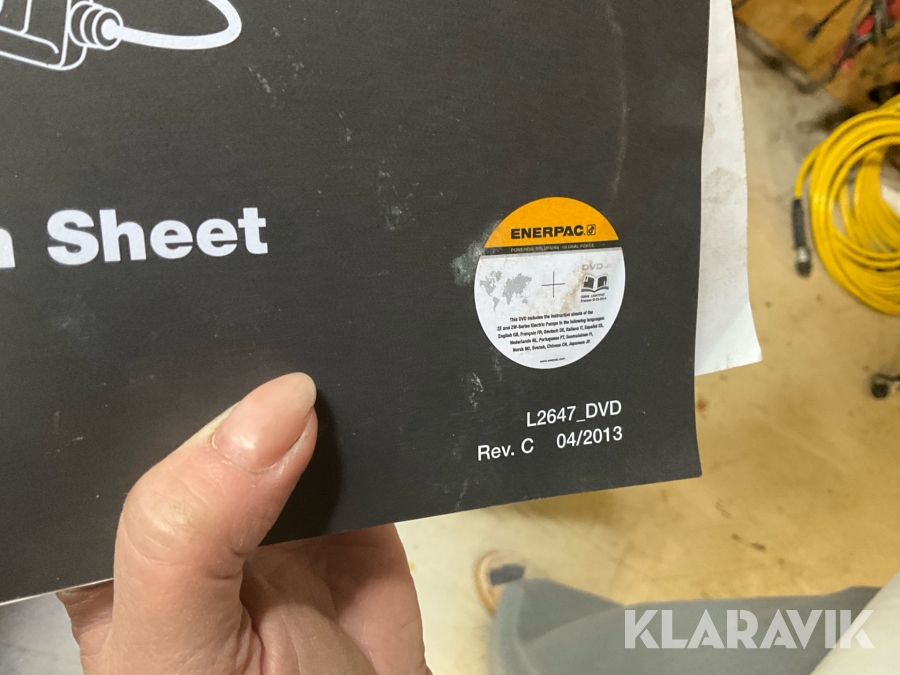 Sheet
ENERPAC
POWERFUL SOLUTIONS. GLOBAL FORCE.
DVD
This DVD includes the instruction sheets of the
ZE and ZW-Series Electric Pumps in the following languages:
English GB, Français FR, Deutsch DE, Italiano IT, Español ES,
Nederlands NL, Portuguese PT, Suomalainen FI,
Norsk NO, Svensk, Chinese CN, Japanese JP
www.enerpac.com
L2647_DVD
Rev. C 04/2013
KLARAVIK